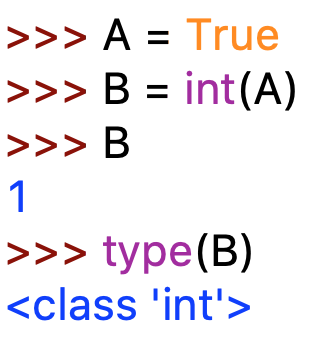 >>> A = True
>>> B = int(A)
>>> B
1
>>> type(B)
<class 'int'>